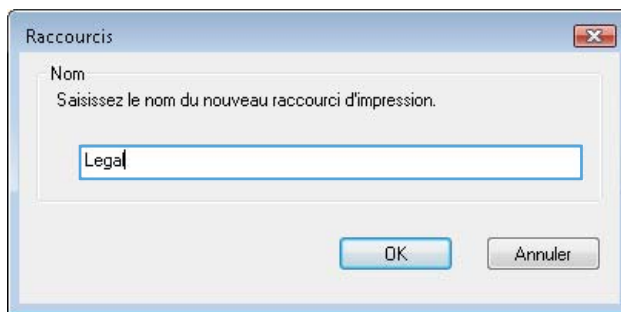 Raccourcis
Nom
Saisissez le nom du nouveau raccourci d'impression.
Legal
OK
Annuler